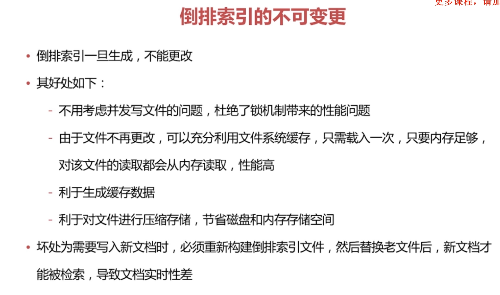 更多课程，请加
倒排索引的不可变更
• 倒排索引一旦生成，不能更改
• 其好处如下：
- 不用考虑并发写文件的问题，杜绝了锁机制带来的性能问题
- 由于文件不再更改，可以充分利用文件系统缓存，只需载入一次，只要内存足够，
对该文件的读取都会从内存读取，性能高
- 利于生成缓存数据
- 利于对文件进行压缩存储，节省磁盘和内存存储空间
• 坏处为需要写入新文档时，必须重新构建倒排索引文件，然后替换老文件后，新文档才
能被检索，导致文档实时性差